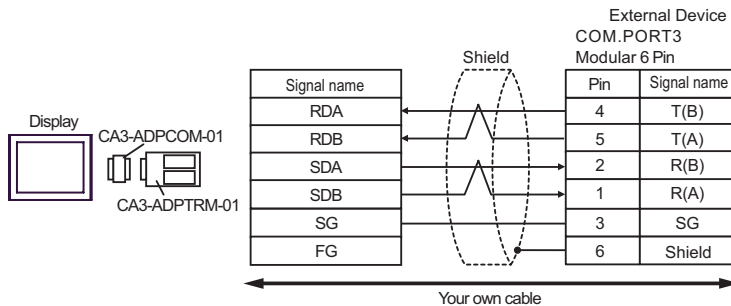 External Device
COM.PORT3
Modular 6 Pin
Shield
Signal name
Pin Signal name
RDA 4 T(B)
RDB 5 T(A)
SDA 2 R(B)
SDB 1 R(A)
SG 3 SG
FG 6 Shield
Display
CA3-ADPCOM-01
CA3-ADPTRM-01
Your own cable